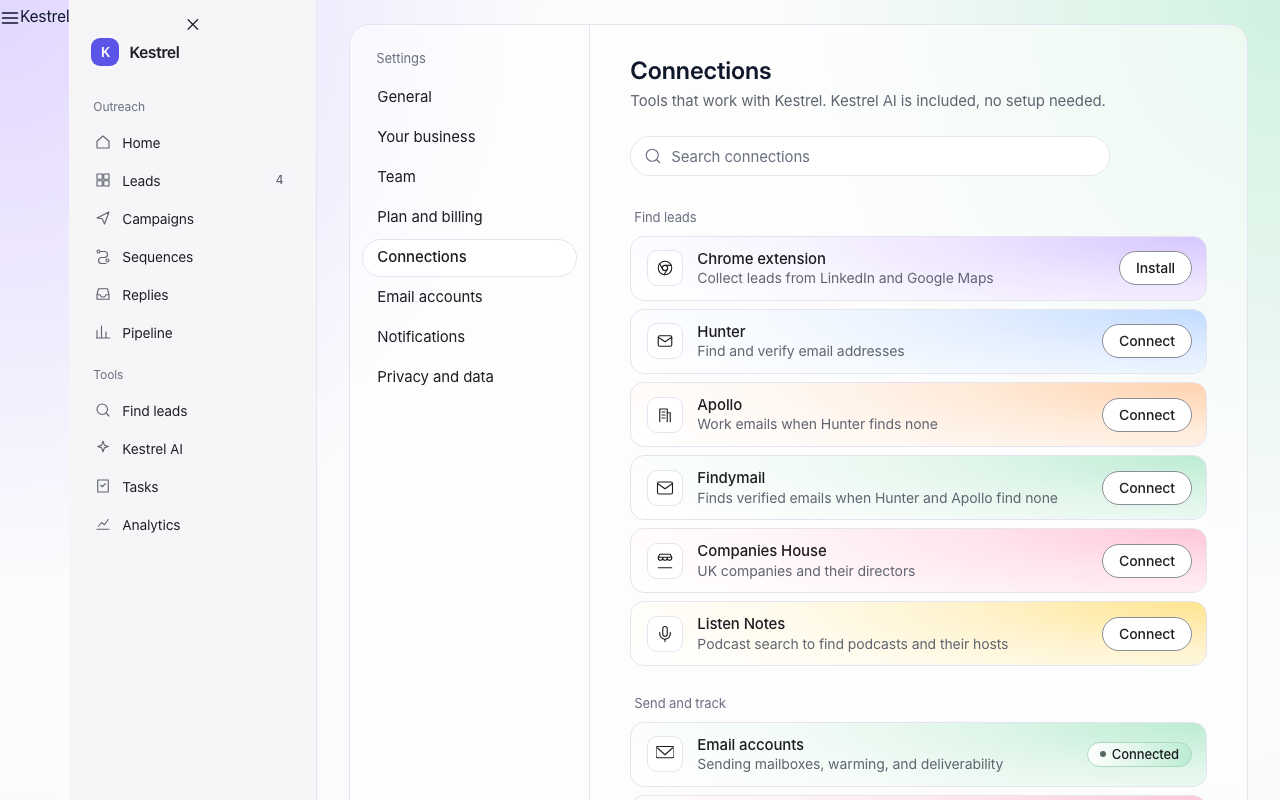 Kestrel
K
Kestrel
Outreach
Home
Leads 4
Campaigns
Sequences
Replies
Pipeline
Tools
Find leads
Kestrel AI
Tasks
Analytics
Settings
General
Your business
Team
Plan and billing
Connections
Email accounts
Notifications
Privacy and data
Connections
Tools that work with Kestrel. Kestrel AI is included, no setup needed.
Search connections
Find leads
Chrome extension
Collect leads from LinkedIn and Google Maps
Install
Hunter
Find and verify email addresses
Connect
Apollo
Work emails when Hunter finds none
Connect
Findymail
Finds verified emails when Hunter and Apollo find none
Connect
Companies House
UK companies and their directors
Connect
Listen Notes
Podcast search to find podcasts and their hosts
Connect
Send and track
Email accounts
Sending mailboxes, warming, and deliverability
Connected